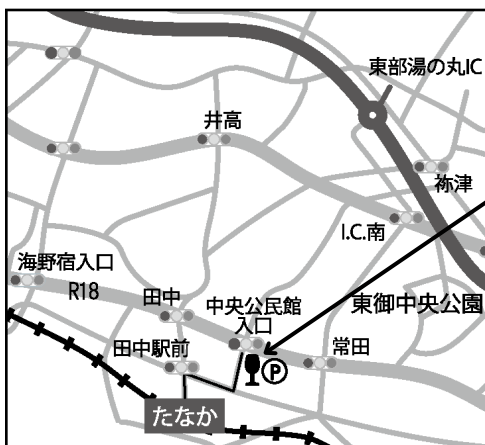 東部湯の丸IC
井高
祢津
I.C.南
海野宿入口
R18
田中
中央公民館
入口
東御中央公園
田中駅前
P
常田
たなか